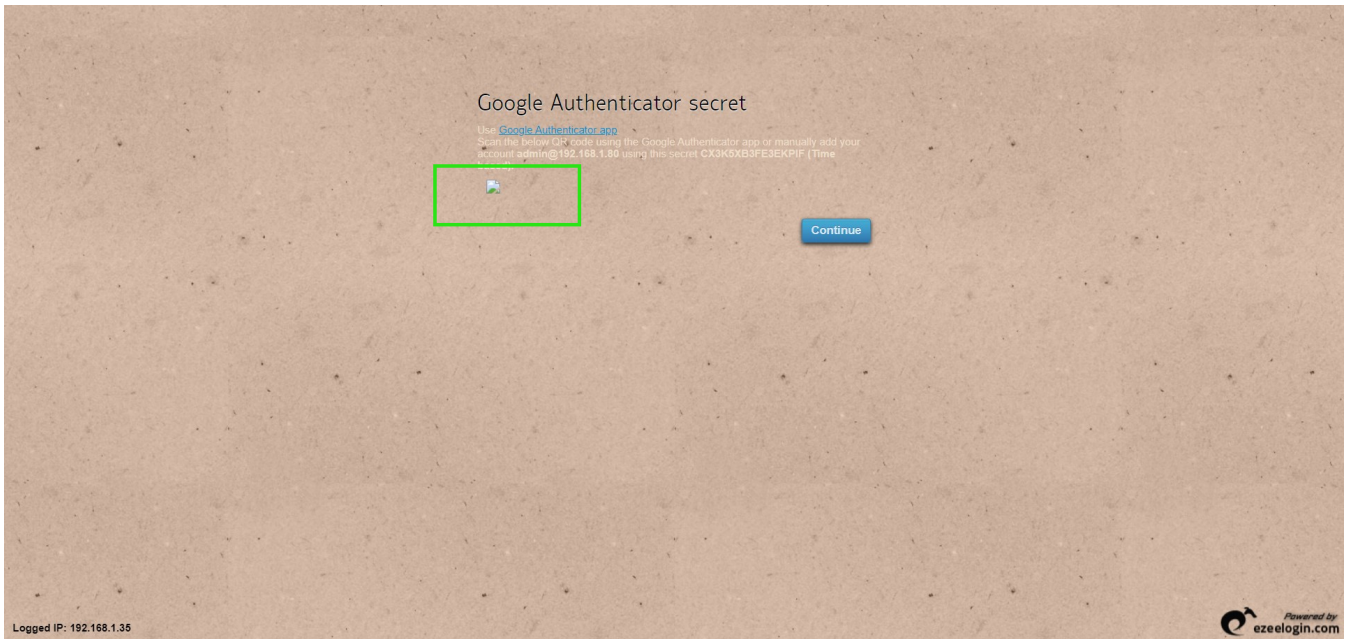 Google Authenticator secret
Use Google Authenticator app
Scan the below QR code using the Google Authenticator app or manually add your
account admin@192.168.1.80 using this secret CX3K5XB3FE3EKPIF (Time
based).
Continue
Logged IP: 192.168.1.35
Powered by
ezeelogin.com